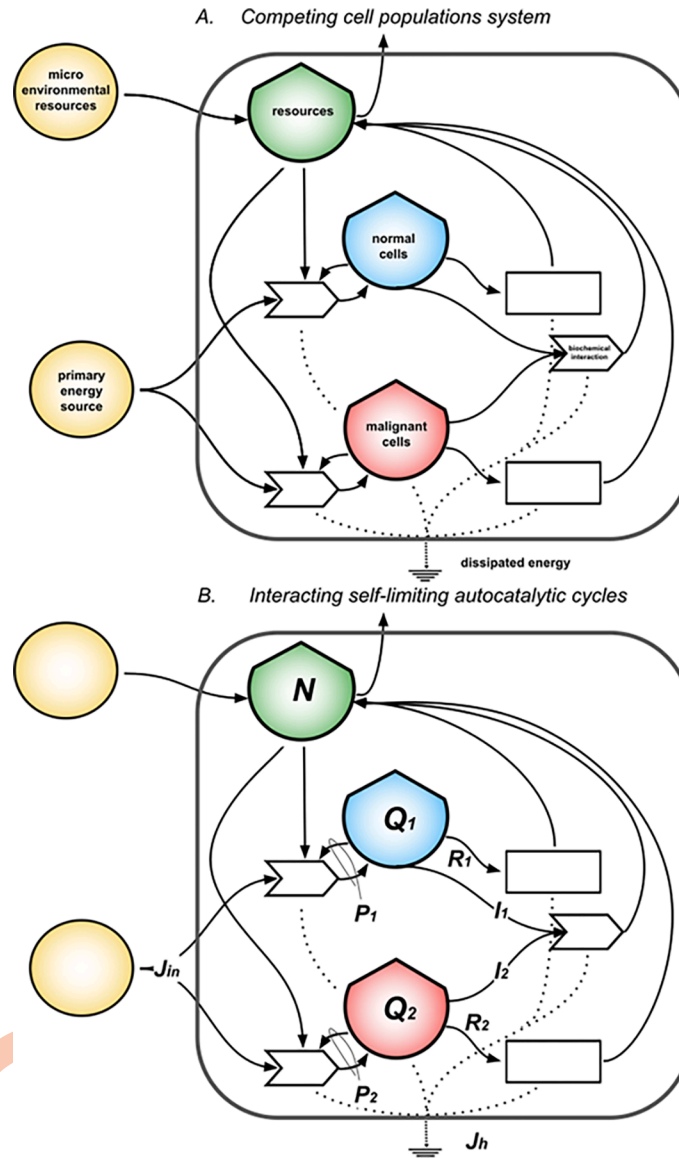 A. Competing cell populations system
micro
environmental
resources
resources
normal
cells
biochemical
interaction
primary
energy
source
malignant
cells
dissipated energy
B. Interacting self-limiting autocatalytic cycles
N
Q1
R1
P1
I1
Jin
I2
Q2
R2
P2
Jh